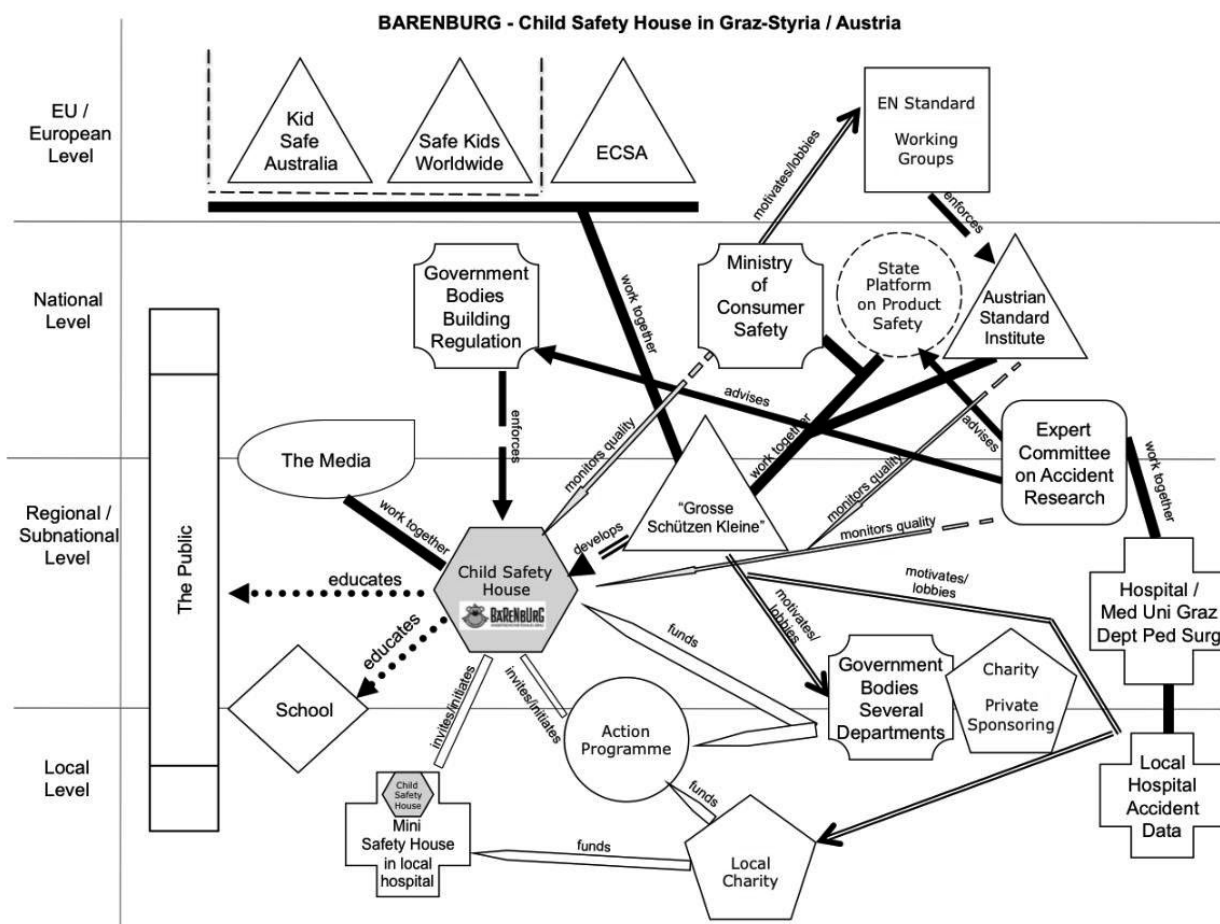 BARENBURG - Child Safety House in Graz-Styria / Austria
EU /
European
Level
Kid
Safe
Australia
Safe Kids
Worldwide
ECSA
EN Standard
Working
Groups
motivates/lobbies
enforces
National
Level
Government
Bodies
Building
Regulation
work together
Ministry
of
Consumer
Safety
State
Platform
on Product
Safety
Austrian
Standard
Institute
enforces
advises
advises
monitors quality
work together
monitors quality
Expert
Committee
on Accident
Research
work together
The Public
The Media
work together
Regional /
Subnational
Level
"Grosse
Schützen Kleine"
develops
monitors quality
Child Safety
House
BARENBURG
educates
educates
motivates/
lobbies
motivates/
lobbies
Hospital /
Med Uni Graz
Dept Ped Surg
School
invites/initiates
invites/initiates
funds
Government
Bodies
Several
Departments
Charity
Private
Sponsoring
Local
Level
Action
Programme
Child
Safety
House
Mini
Safety House
in local
hospital
funds
funds
Local
Charity
Local
Hospital
Accident
Data